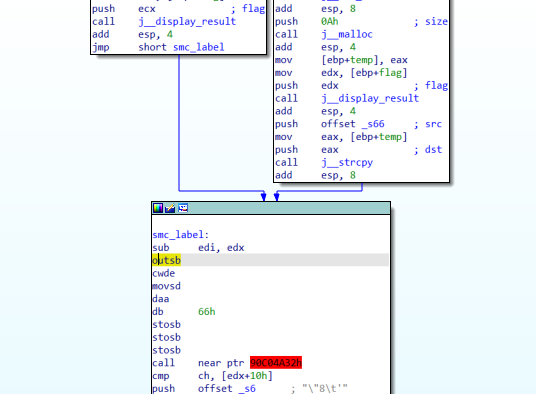 push ecx ; flag
call j__display_result
add esp, 4
jmp short smc_label
add esp, 8
push 0Ah ; size
call j__malloc
add esp, 4
mov [ebp+temp], eax
mov edx, [ebp+flag]
push edx ; flag
call j__display_result
add esp, 4
push offset _s66 ; src
mov eax, [ebp+temp]
push eax ; dst
call j__strcpy
add esp, 8
smc_label:
sub edi, edx
outsb
cwde
movsd
daa
db 66h
stosb
stosb
stosb
call near ptr 90C04A32h
cmp ch, [edx+10h]
push offset _s6 ; "\"8\t'"